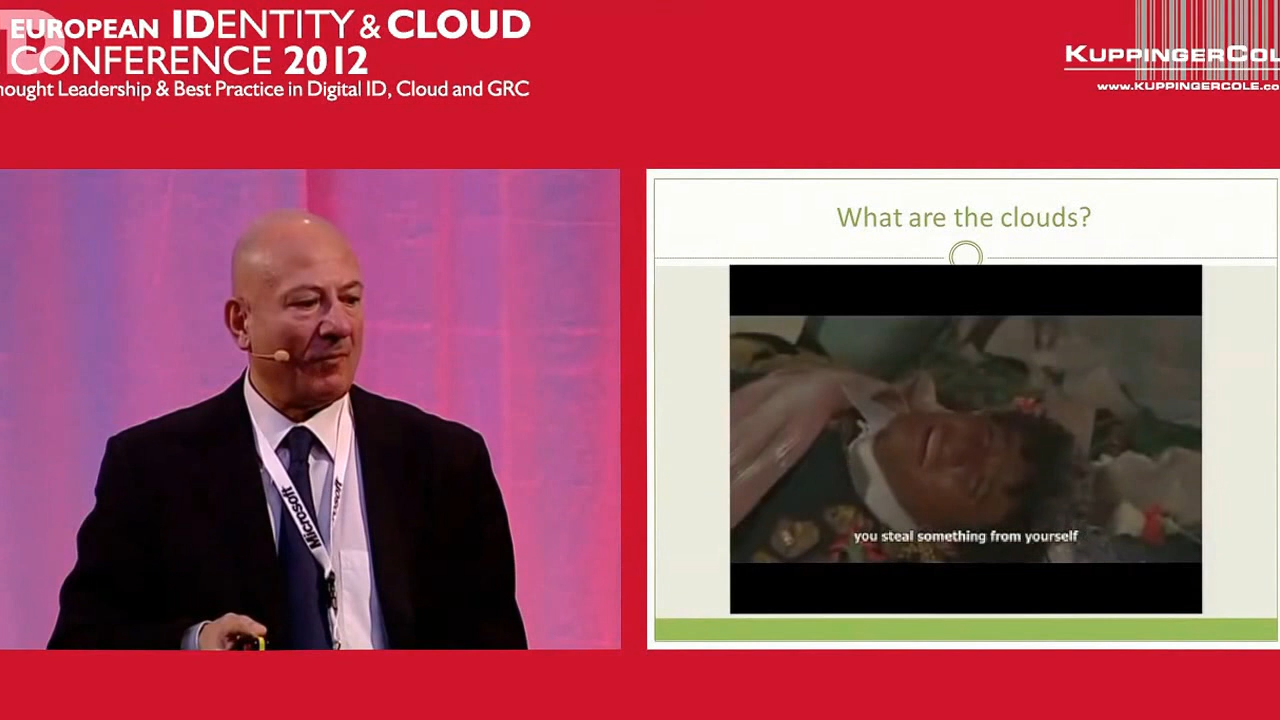 EUROPEAN IDENTITY & CLOUD
CONFERENCE 2012
hought Leadership & Best Practice in Digital ID, Cloud and GRC
KUPPINGERCOL
www.KUPPINGERCOLE.co
What are the clouds?
you steal something from yourself
Microsoft